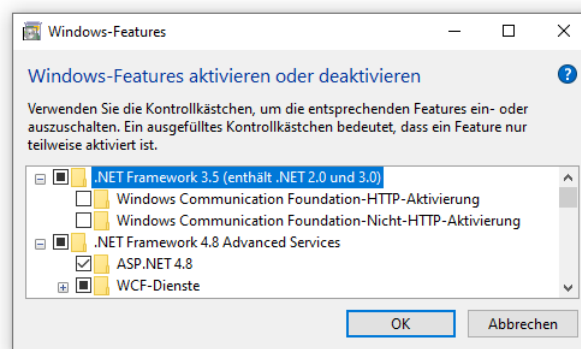 Windows-Features
Windows-Features aktivieren oder deaktivieren
Verwenden Sie die Kontrollkästchen, um die entsprechenden Features ein- oder
auszuschalten. Ein ausgefülltes Kontrollkästchen bedeutet, dass ein Feature nur
teilweise aktiviert ist.
.NET Framework 3.5 (enthält .NET 2.0 und 3.0)
Windows Communication Foundation-HTTP-Aktivierung
Windows Communication Foundation-Nicht-HTTP-Aktivierung
.NET Framework 4.8 Advanced Services
ASP.NET 4.8
WCF-Dienste
OK
Abbrechen